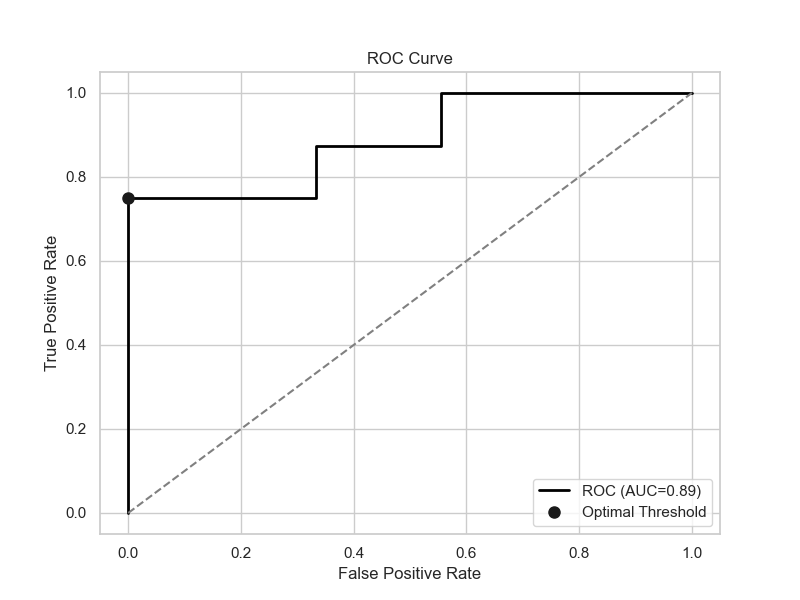 ROC Curve
1.0
0.8
0.6
0.4
0.2
0.0
True Positive Rate
0.0 0.2 0.4 0.6 0.8 1.0
False Positive Rate
ROC (AUC=0.89)
Optimal Threshold